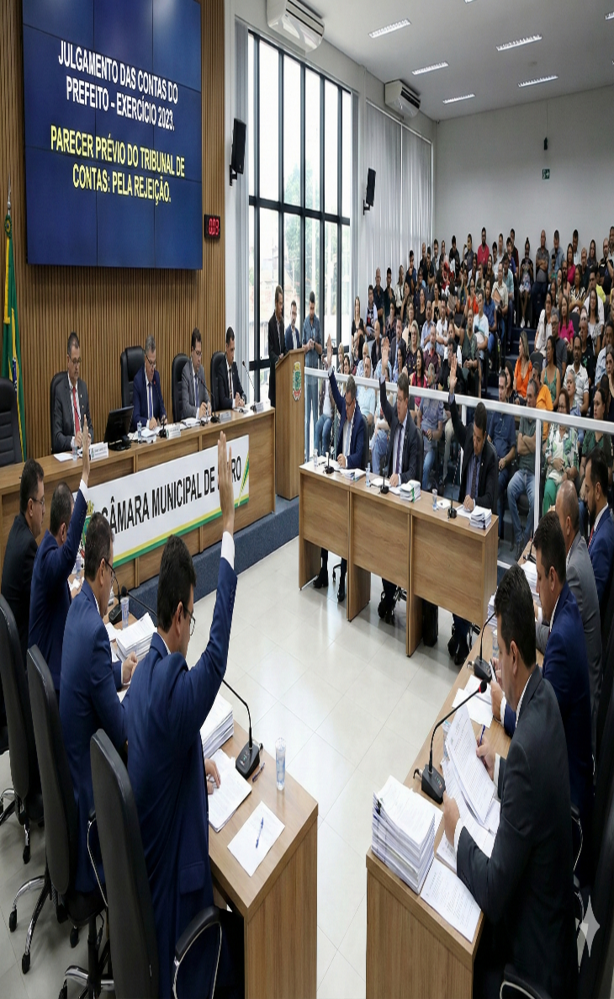 JULGAMENTO DAS CONTAS DO
PREFEITO – EXERCÍCIO 2023.
PARECER PRÉVIO DO TRIBUNAL DE
CONTAS: PELA REJEIÇÃO.
CÂMARA MUNICIPAL DE